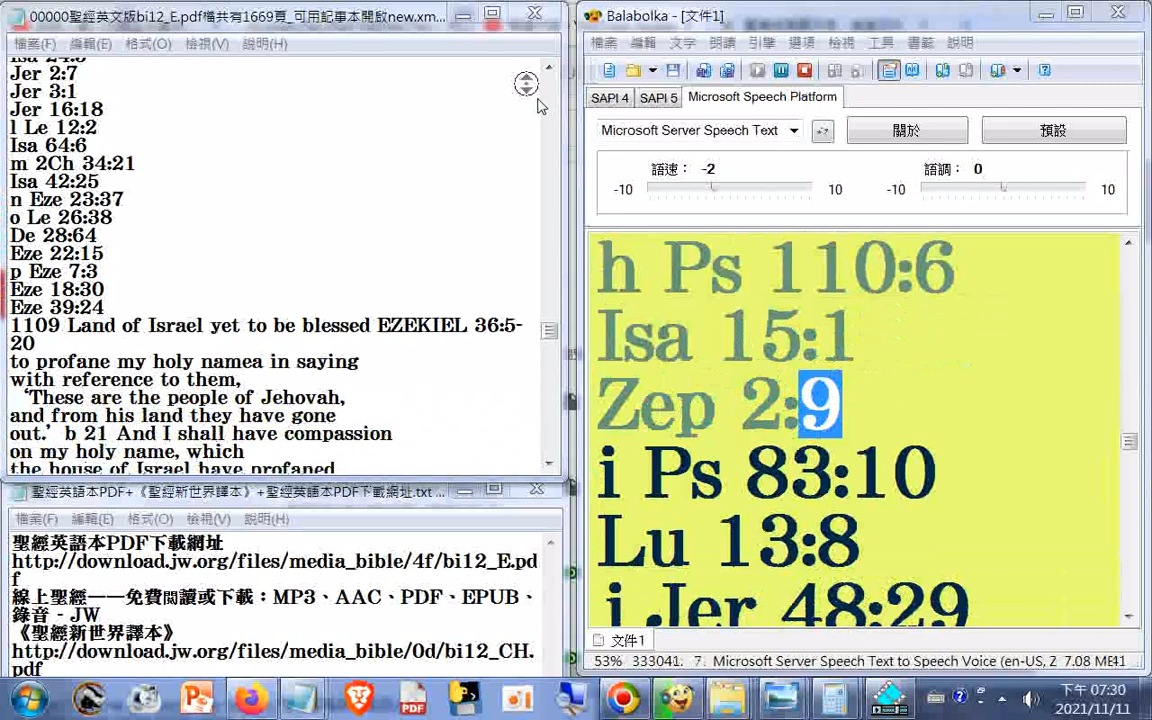 00000聖經英文版bi12_E.pdf檔共有1669頁_可用記事本開啟new.xm...
檔案(F) 編輯(E) 格式(O) 檢視(V) 說明(H)
Jer 2:7
Jer 3:1
Jer 16:18
l Le 12:2
Isa 64:6
m 2Ch 34:21
Isa 42:25
n Eze 23:37
o Le 26:38
De 28:64
Eze 22:15
p Eze 7:3
Eze 18:30
Eze 39:24
1109 Land of Israel yet to be blessed EZEKIEL 36:5-
20
to profane my holy namea in saying
with reference to them,
‘These are the people of Jehovah,
and from his land they have gone
out.’ b 21 And I shall have compassion
on my holy name, which
the house of Israel have profaned
聖經英語本PDF+《聖經新世界譯本》+聖經英語本PDF下載網址.txt ...
檔案(F) 編輯(E) 格式(O) 檢視(V) 說明(H)
聖經英語本PDF下載網址
http://download.jw.org/files/media_bible/4f/bi12_E.pd
f
線上聖經——免費閱讀或下載：MP3、AAC、PDF、EPUB、
錄音 - JW
《聖經新世界譯本》
http://download.jw.org/files/media_bible/0d/bi12_CH.
pdf
Balabolka - [文件1]
檔案 編輯 文字 朗讀 引擎 選項 檢視 工具 書籤 說明
SAPI 4 SAPI 5 Microsoft Speech Platform
Microsoft Server Speech Text 關於 預設
語速： -2 語調： 0
-10 10 -10 10
h Ps 110:6
Isa 15:1
Zep 2:9
i Ps 83:10
Lu 13:8
j Jer 48:29
文件1
53% 333041. 7. Microsoft Server Speech Text to Speech Voice (en-US, Z 7.08 ME41
下午 07:30
2021/11/11